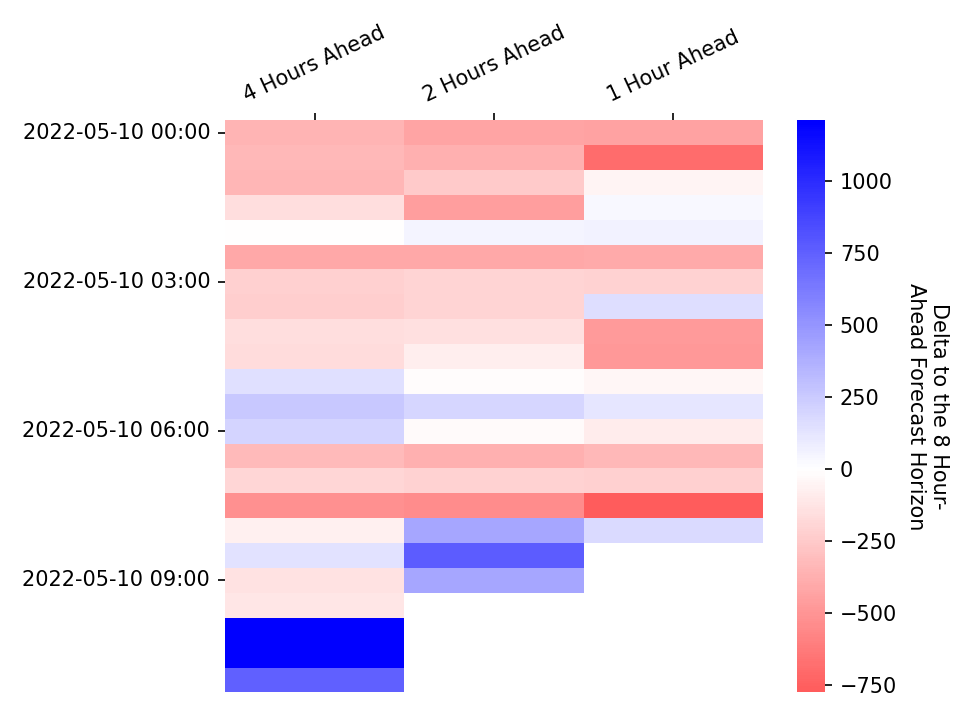 4 Hours Ahead
2 Hours Ahead
1 Hour Ahead
2022-05-10 00:00
2022-05-10 03:00
2022-05-10 06:00
2022-05-10 09:00
1000
750
500
250
0
−250
−500
−750
Delta to the 8 Hour-
Ahead Forecast Horizon